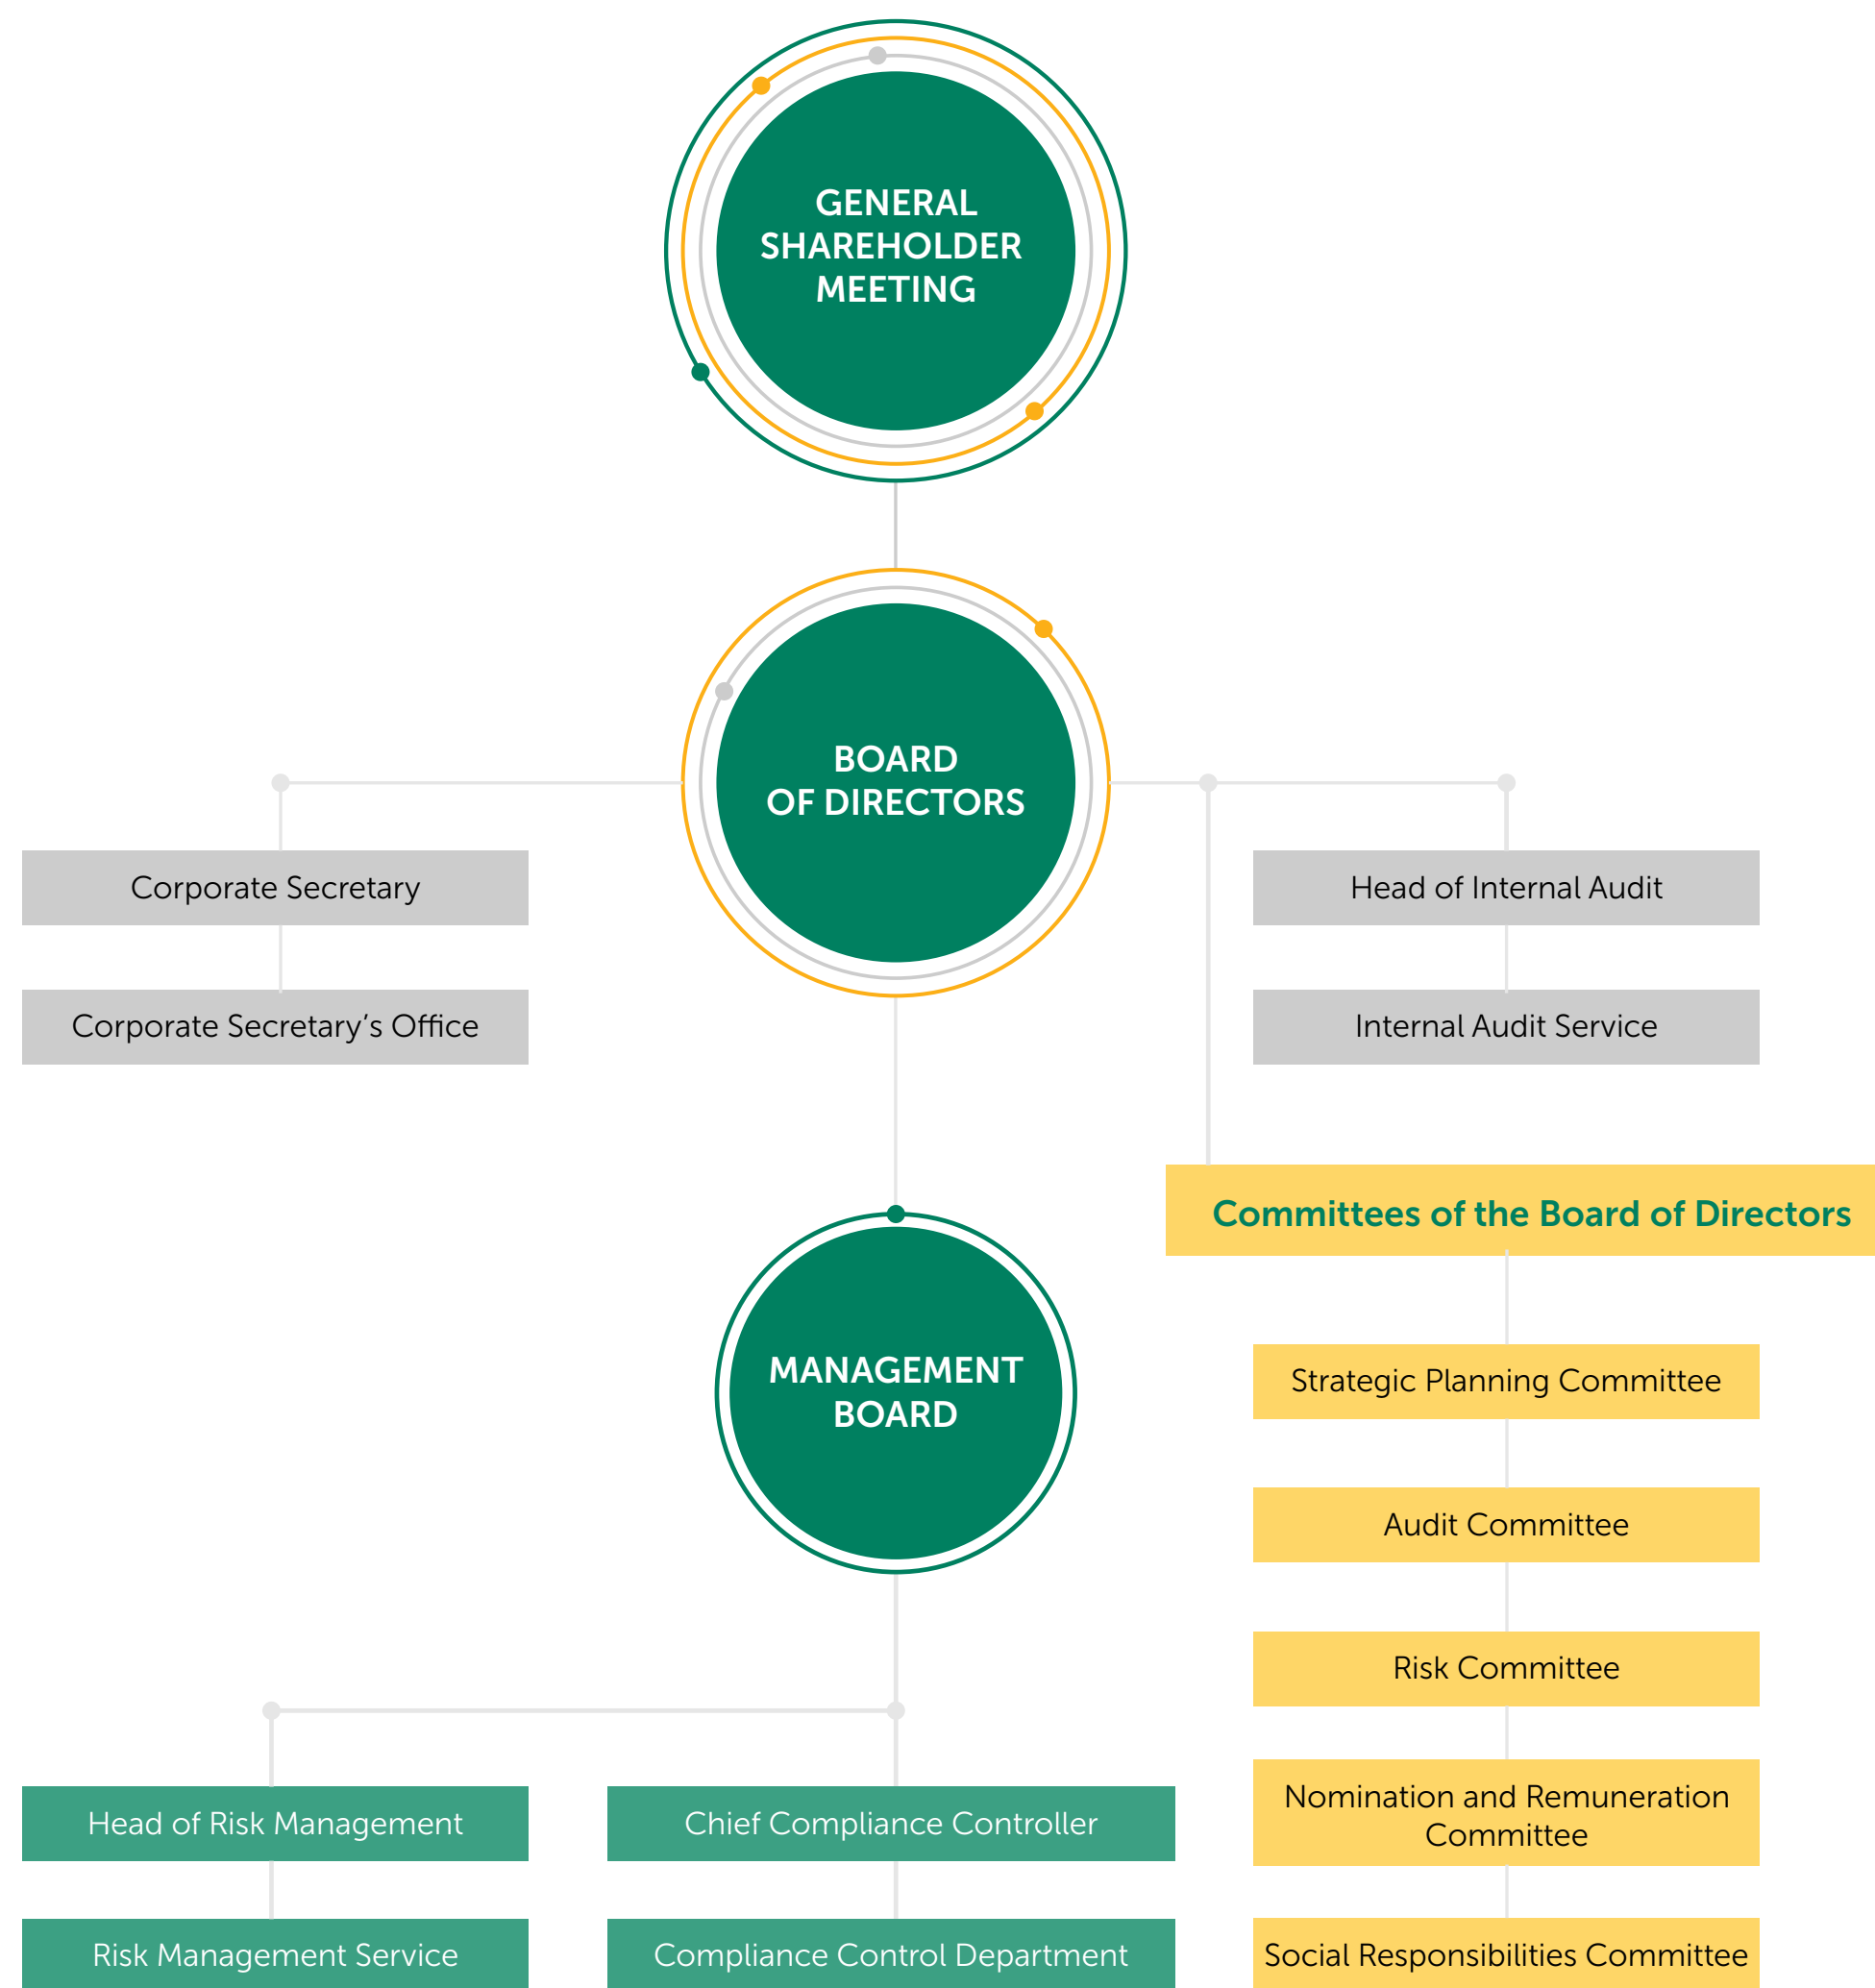 GENERAL
SHAREHOLDER
MEETING
BOARD
OF DIRECTORS
Corporate Secretary
Head of Internal Audit
Corporate Secretary’s Office
Internal Audit Service
Committees of the Board of Directors
MANAGEMENT
BOARD
Strategic Planning Committee
Audit Committee
Risk Committee
Nomination and Remuneration
Committee
Head of Risk Management
Chief Compliance Controller
Risk Management Service
Compliance Control Department
Social Responsibilities Committee